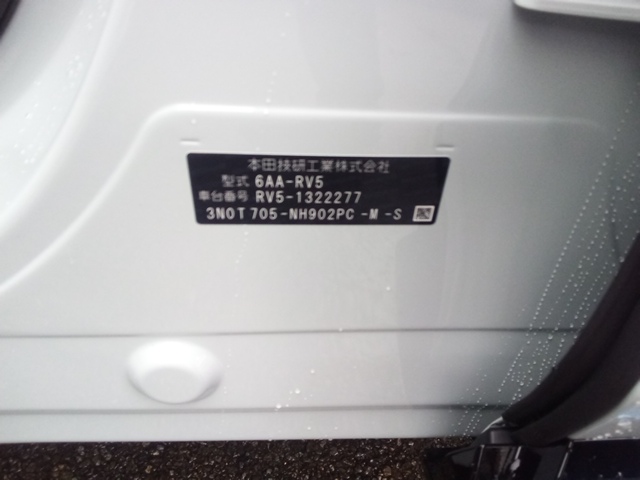 本田技研工業株式会社
型式 6AA-RV5
車台番号 RV5-1322277
3N0T705-NH902PC-M-S